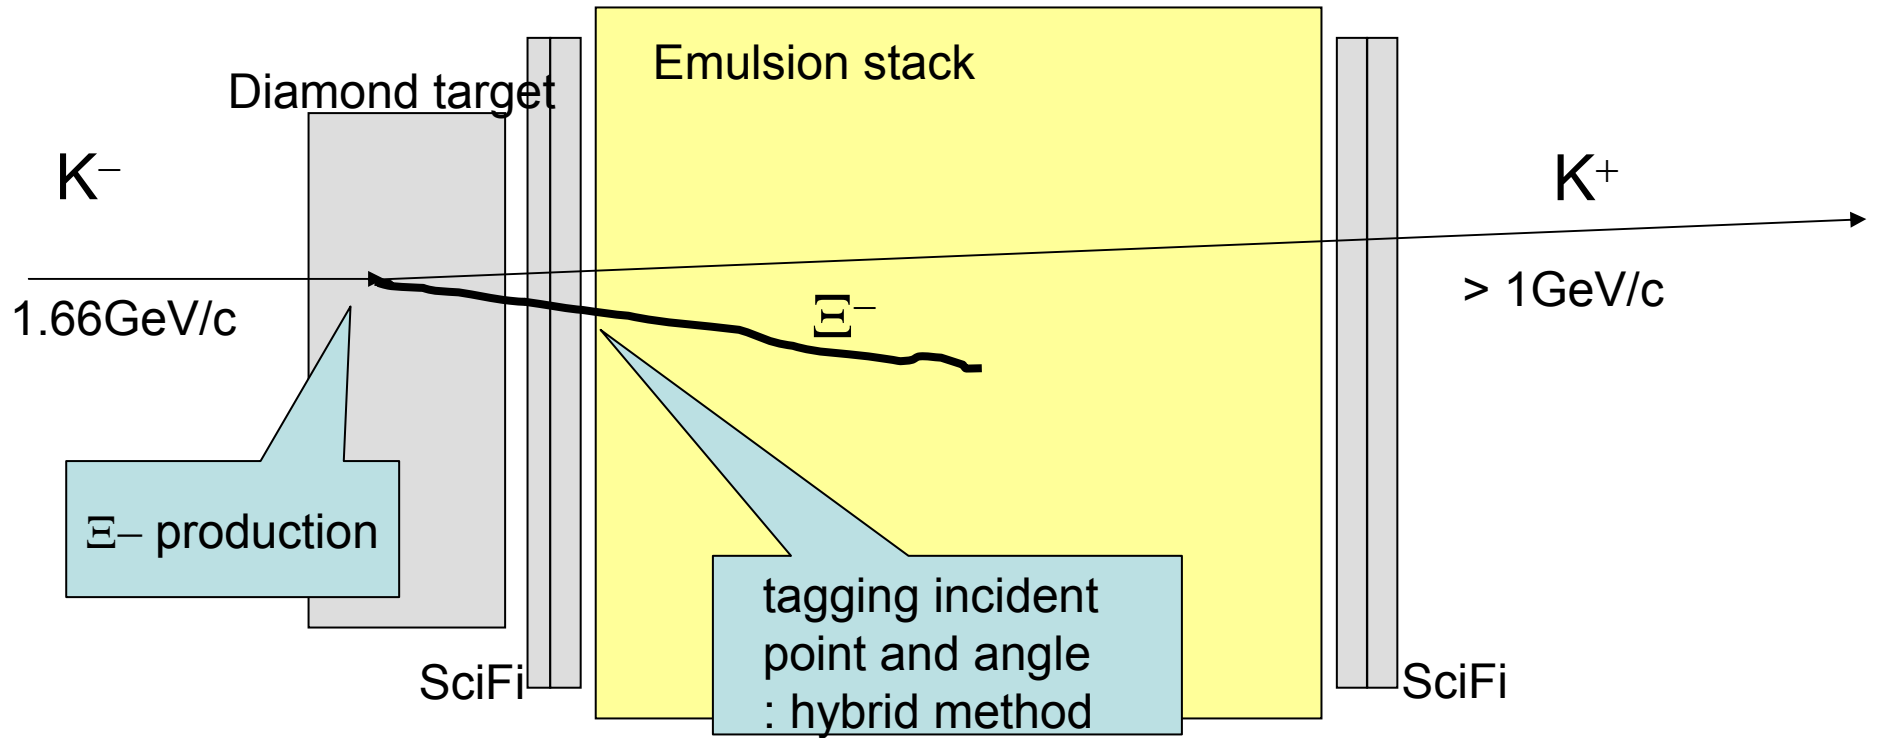 Emulsion stack
Diamond target
K⁻
K⁺
1.66GeV/c
Ξ⁻
> 1GeV/c
Ξ– production
tagging incident
point and angle
: hybrid method
SciFi
SciFi